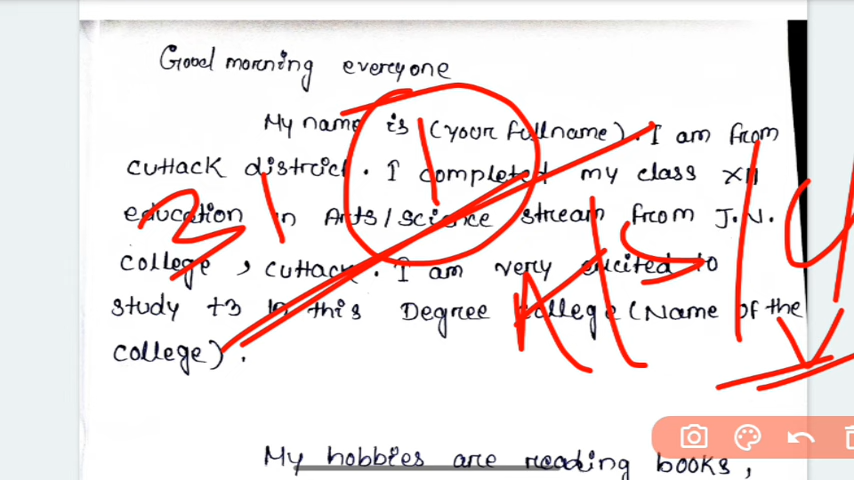 Good morning everyone
My name is (your fullname). I am from
cuttack district. I completed my class XII
education in Arts/Science stream from J.N.
college, cuttack. I am very excited to
study +3 in this Degree college (Name of the
college).
My hobbies are reading books,